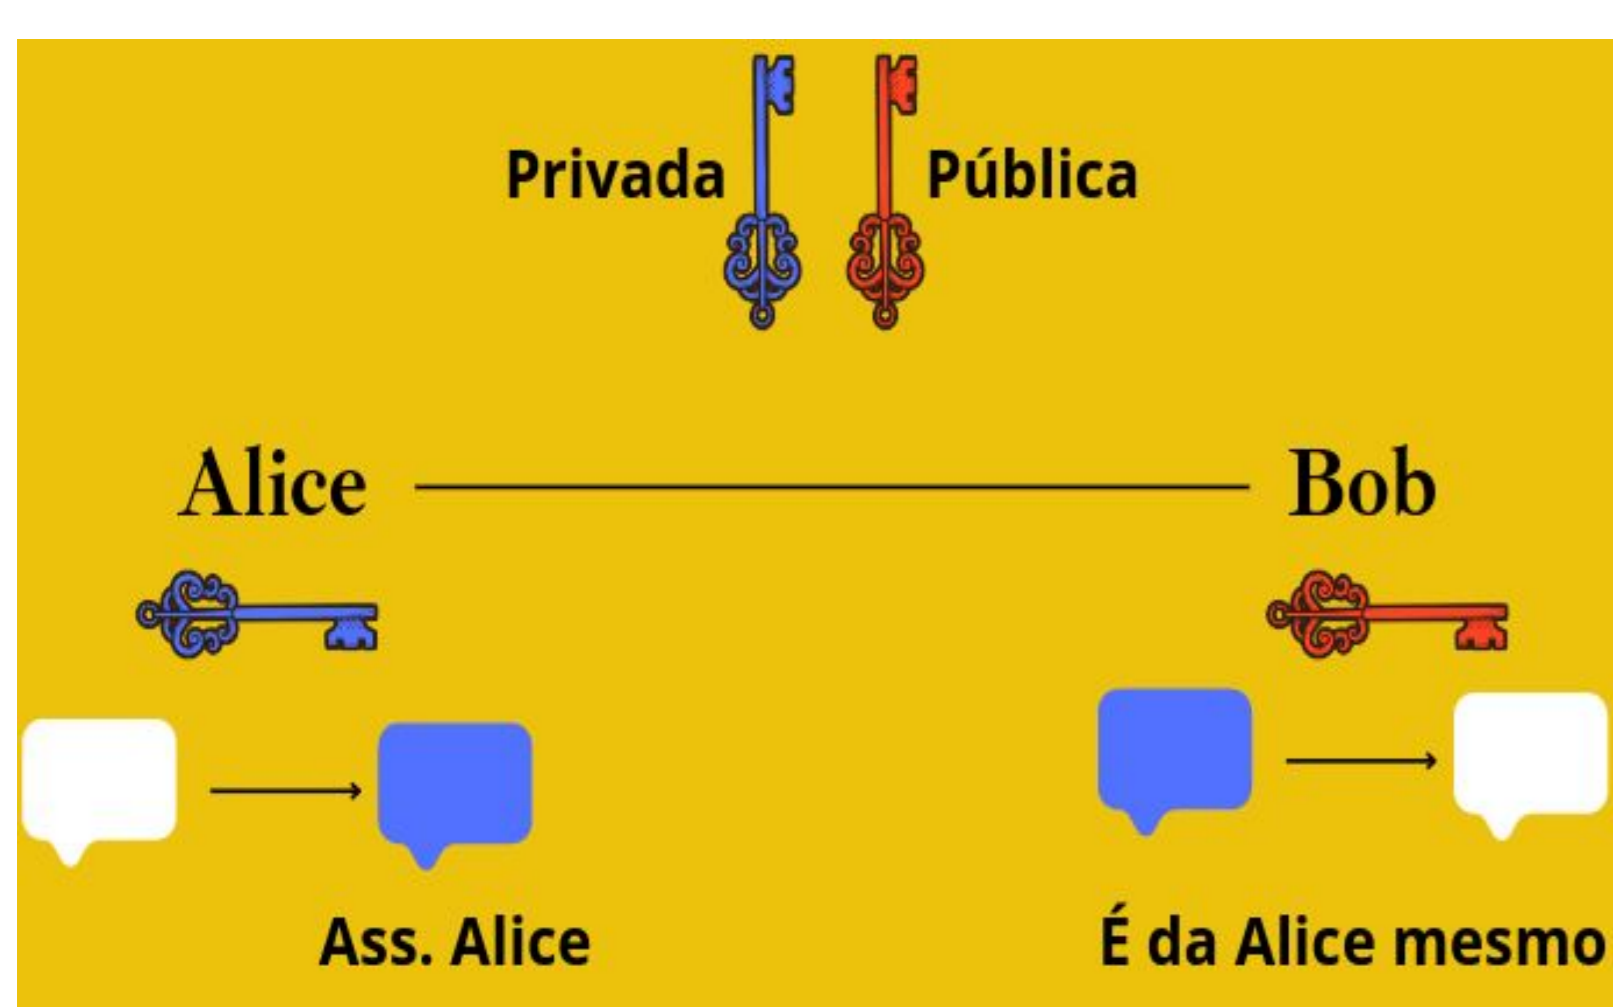 Privada
Pública
Alice
Bob
Ass. Alice
É da Alice mesmo